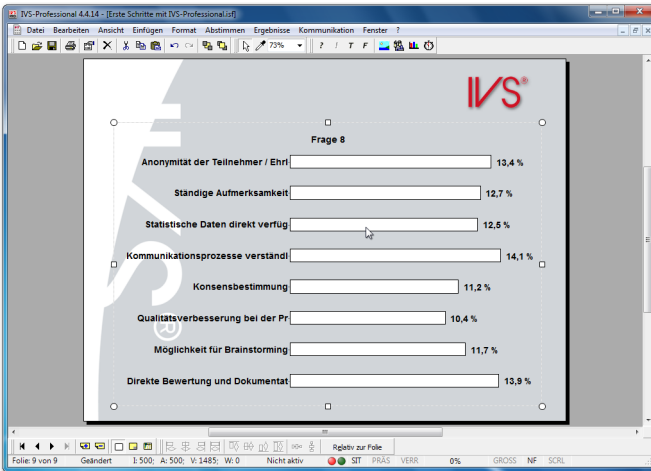 IVS-Professional 4.4.14 - [Erste Schritte mit IVS-Professional.isf]
Datei Bearbeiten Ansicht Einfügen Format Abstimmen Ergebnisse Kommunikation Fenster ?
73% ? ! T F
IVS®
Frage 8
Anonymität der Teilnehmer / Ehrl 13,4 %
Ständige Aufmerksamkeit 12,7 %
Statistische Daten direkt verfüg 12,5 %
Kommunikationsprozesse verständl 14,1 %
Konsensbestimmung 11,2 %
Qualitätsverbesserung bei der Pr 10,4 %
Möglichkeit für Brainstorming 11,7 %
Direkte Bewertung und Dokumentat 13,9 %
Relativ zur Folie
Folie: 9 von 9 Geändert I: 500; A: 500; V: 1485; W: 0 Nicht aktiv SIT PRÄS VERR 0% GROSS NF SCRL